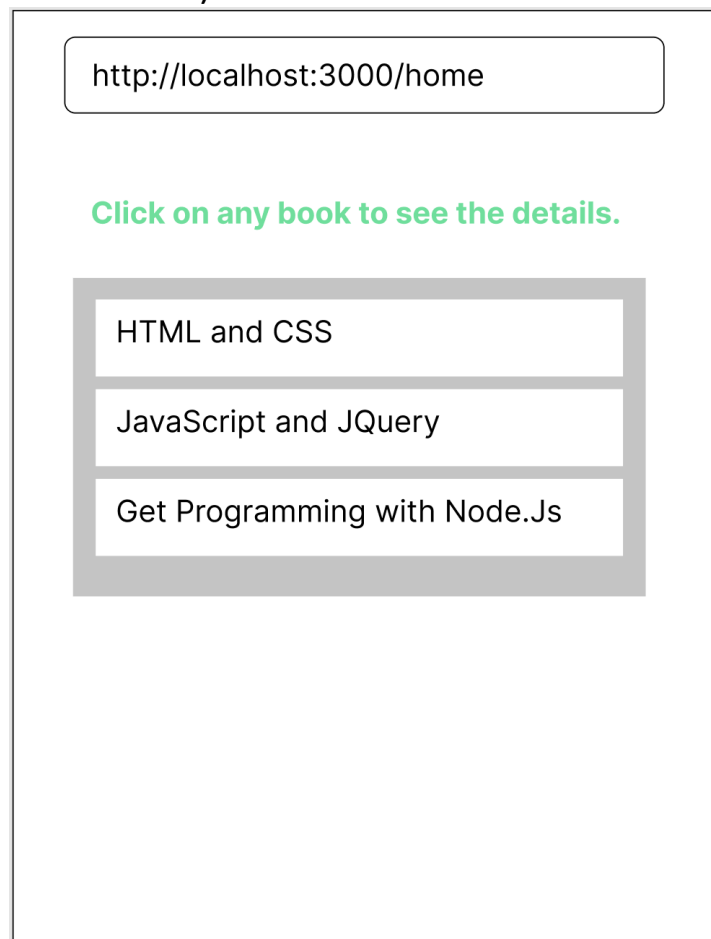 http://localhost:3000/home
Click on any book to see the details.
HTML and CSS
JavaScript and JQuery
Get Programming with Node.Js